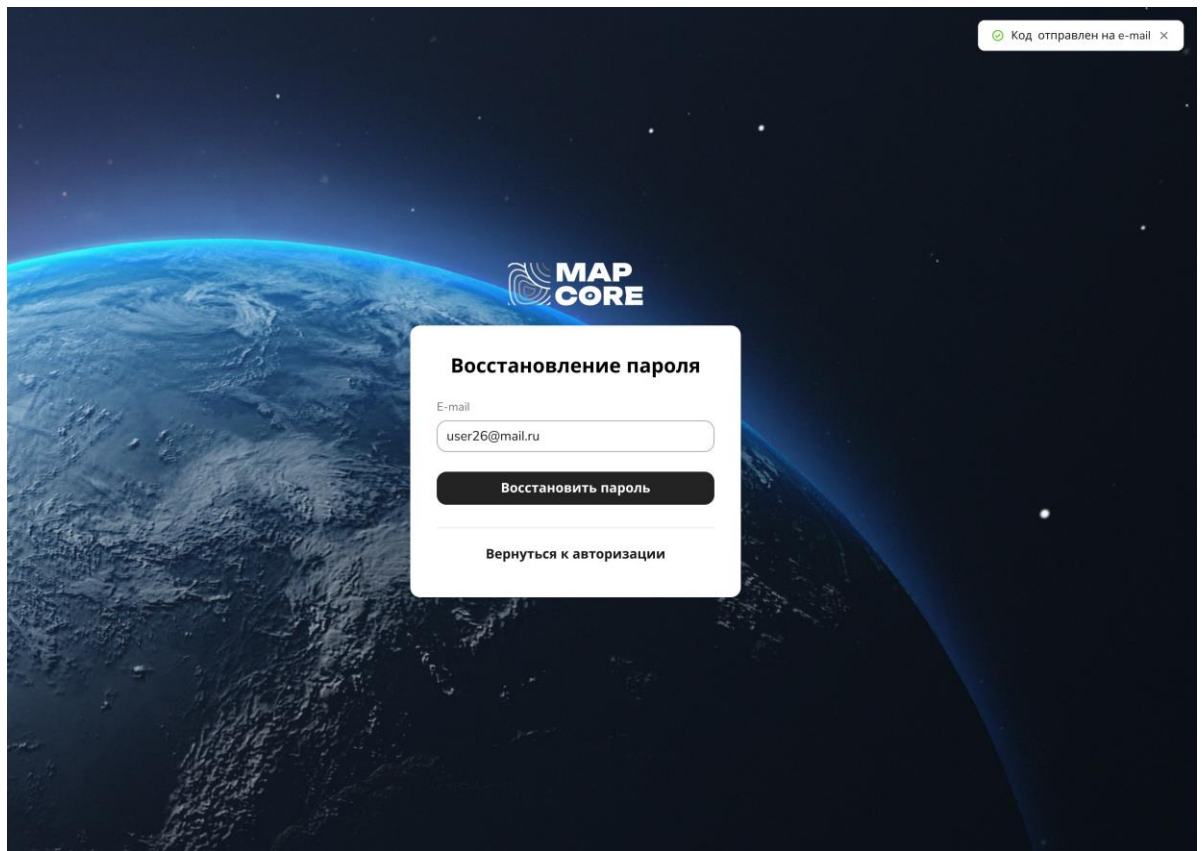 Код отправлен на e-mail
MAP
CORE
Восстановление пароля
E-mail
user26@mail.ru
Восстановить пароль
Вернуться к авторизации